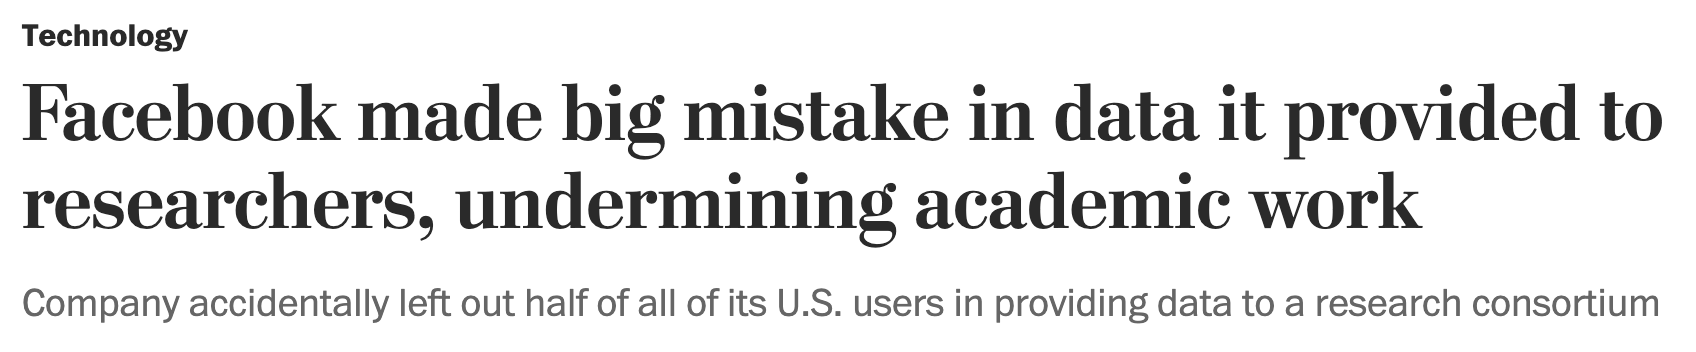 Technology
Facebook made big mistake in data it provided to
researchers, undermining academic work
Company accidentally left out half of all of its U.S. users in providing data to a research consortium